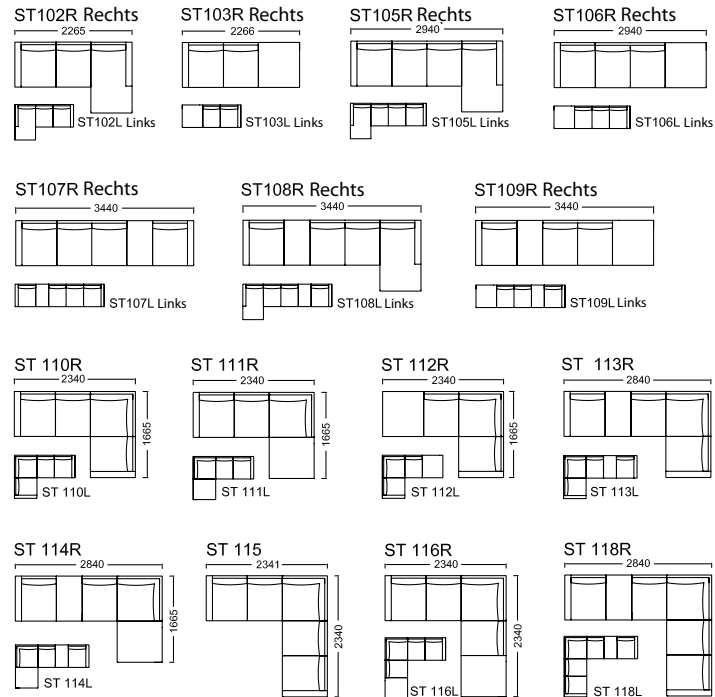 ST102R Rechts
2265
ST102L Links
ST103R Rechts
2266
ST103L Links
ST105R Rechts
2940
ST105L Links
ST106R Rechts
2940
ST106L Links
ST107R Rechts
3440
ST107L Links
ST108R Rechts
3440
ST108L Links
ST109R Rechts
3440
ST109L Links
ST 110R
2340
1665
ST 110L
ST 111R
2340
1665
ST 111L
ST 112R
2340
1665
ST 112L
ST 113R
2840
ST 113L
ST 114R
2840
1665
ST 114L
ST 115
2341
2340
ST 116R
2340
2340
ST 116L
ST 118R
2840
ST 118L